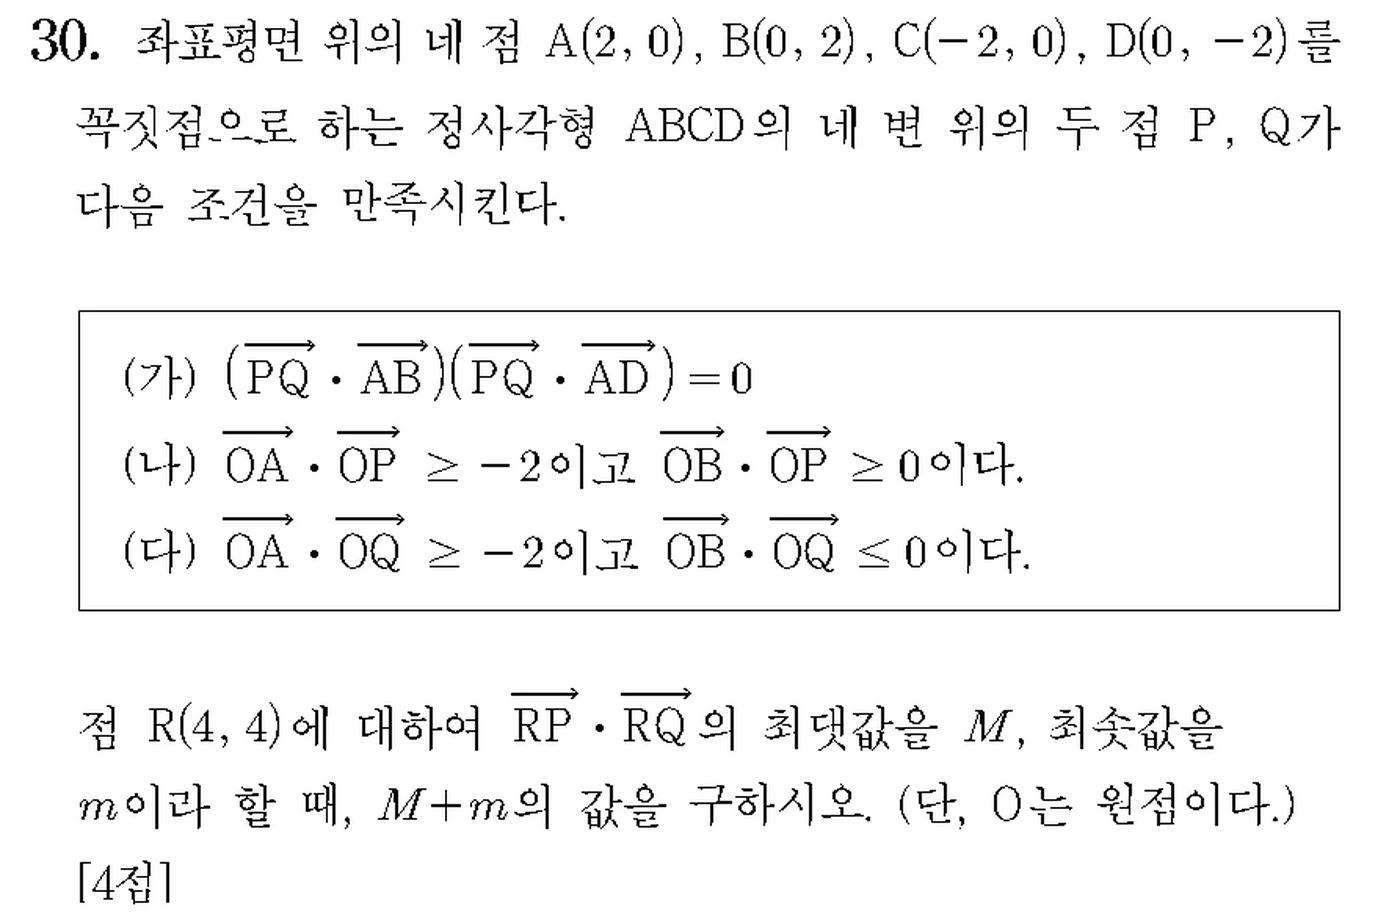 30. 좌표평면 위의 네 점 A(2, 0), B(0, 2), C(−2, 0), D(0, −2)를
꼭짓점으로 하는 정사각형 ABCD의 네 변 위의 두 점 P, Q가
다음 조건을 만족시킨다.
(가) (PQ · AB)(PQ · AD) = 0
(나) OA · OP ≥ −2이고 OB · OP ≥ 0이다.
(다) OA · OQ ≥ −2이고 OB · OQ ≤ 0이다.
점 R(4, 4)에 대하여 RP · RQ의 최댓값을 M, 최솟값을
m이라 할 때, M+m의 값을 구하시오. (단, O는 원점이다.)
[4점]